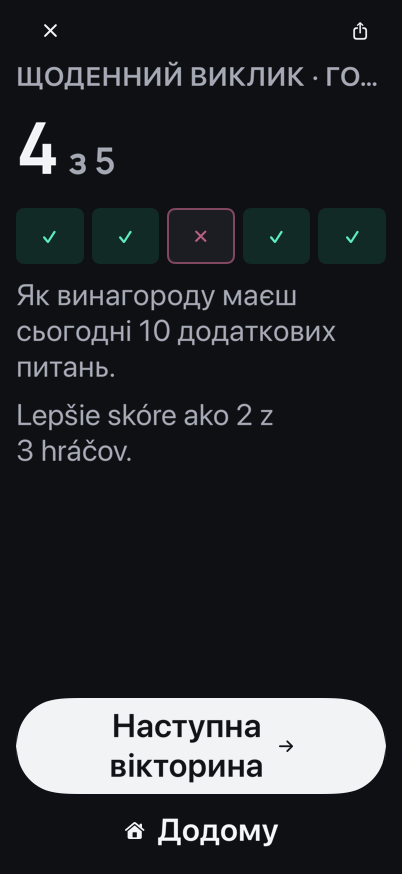 ЩОДЕННИЙ ВИКЛИК · ГО...
4 з 5
Як винагороду маєш
сьогодні 10 додаткових
питань.
Lepšie skóre ako 2 z
3 hráčov.
Наступна
вікторина
Додому